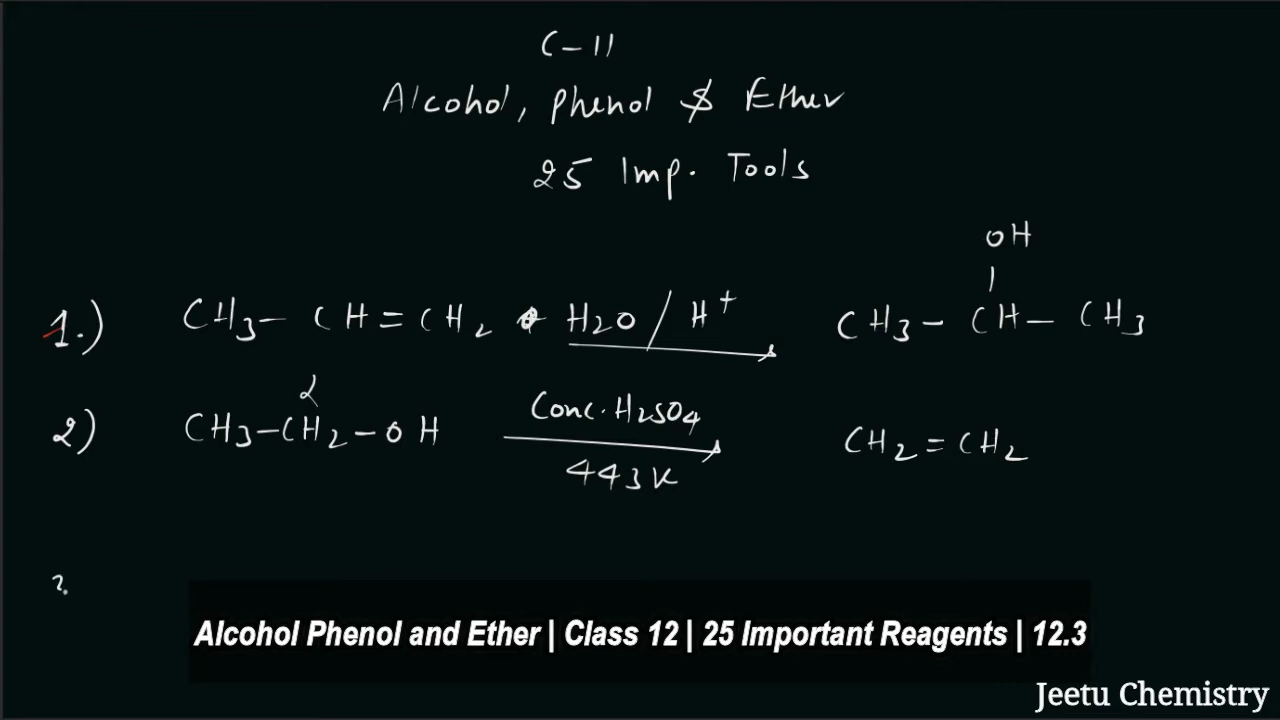 C-11
Alcohol, Phenol & Ether
25 Imp. Tools
OH
1.) CH3- CH=CH2 H2O / H+ CH3- CH- CH3
α
2) CH3-CH2-OH Conc. H2SO4 CH2=CH2
443K
Alcohol Phenol and Ether | Class 12 | 25 Important Reagents | 12.3
Jeetu Chemistry